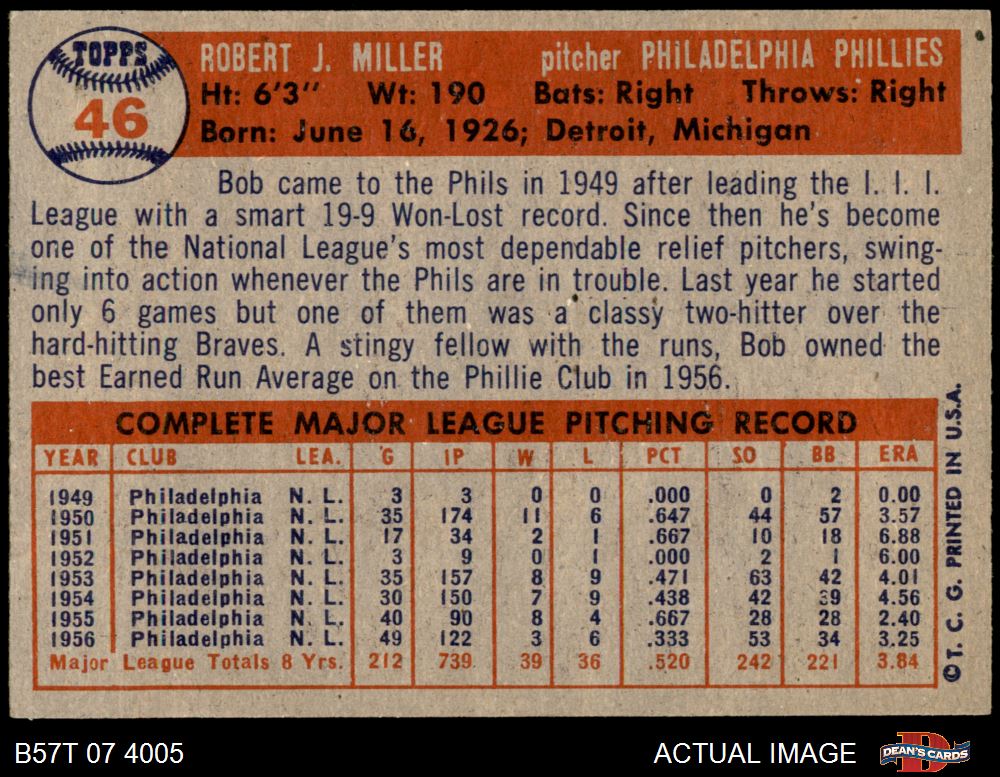 TOPPS
46
ROBERT J. MILLER pitcher PHILADELPHIA PHILLIES
Ht: 6'3" Wt: 190 Bats: Right Throws: Right
Born: June 16, 1926; Detroit, Michigan
Bob came to the Phils in 1949 after leading the I. I. I.
League with a smart 19-9 Won-Lost record. Since then he's become
one of the National League's most dependable relief pitchers, swing-
ing into action whenever the Phils are in trouble. Last year he started
only 6 games but one of them was a classy two-hitter over the
hard-hitting Braves. A stingy fellow with the runs, Bob owned the
best Earned Run Average on the Phillie Club in 1956.
COMPLETE MAJOR LEAGUE PITCHING RECORD
YEAR CLUB LEA. G IP W L PCT SO BB ERA
1949 Philadelphia N. L. 3 3 0 0 .000 0 2 0.00
1950 Philadelphia N. L. 35 174 11 6 .647 44 57 3.57
1951 Philadelphia N. L. 17 34 2 1 .667 10 18 6.88
1952 Philadelphia N. L. 3 9 0 1 .000 2 1 6.00
1953 Philadelphia N. L. 35 157 8 9 .471 63 42 4.01
1954 Philadelphia N. L. 30 150 7 9 .438 42 39 4.56
1955 Philadelphia N. L. 40 90 8 4 .667 28 28 2.40
1956 Philadelphia N. L. 49 122 3 6 .333 53 34 3.25
Major League Totals 8 Yrs. 212 739 39 36 .520 242 221 3.84
©T. C. G. PRINTED IN U.S.A.
B57T 07 4005
ACTUAL IMAGE
DEAN'S CARDS